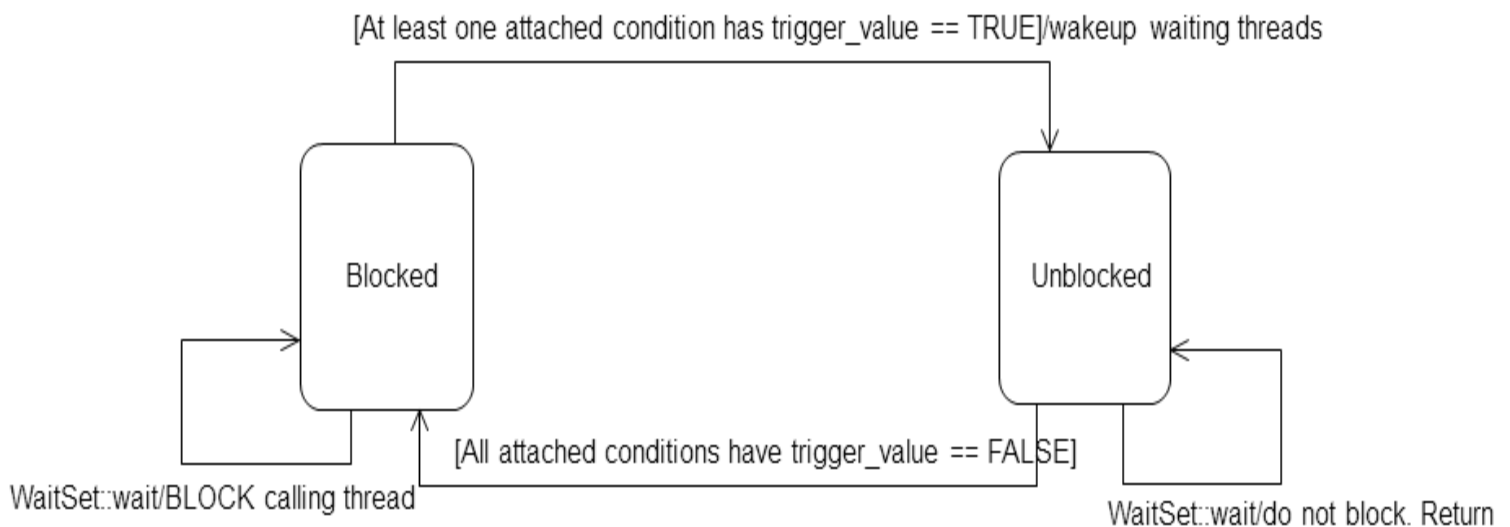 [At least one attached condition has trigger_value == TRUE]/wakeup waiting threads
Blocked
Unblocked
[All attached conditions have trigger_value == FALSE]
WaitSet::wait/BLOCK calling thread
WaitSet::wait/do not block. Return